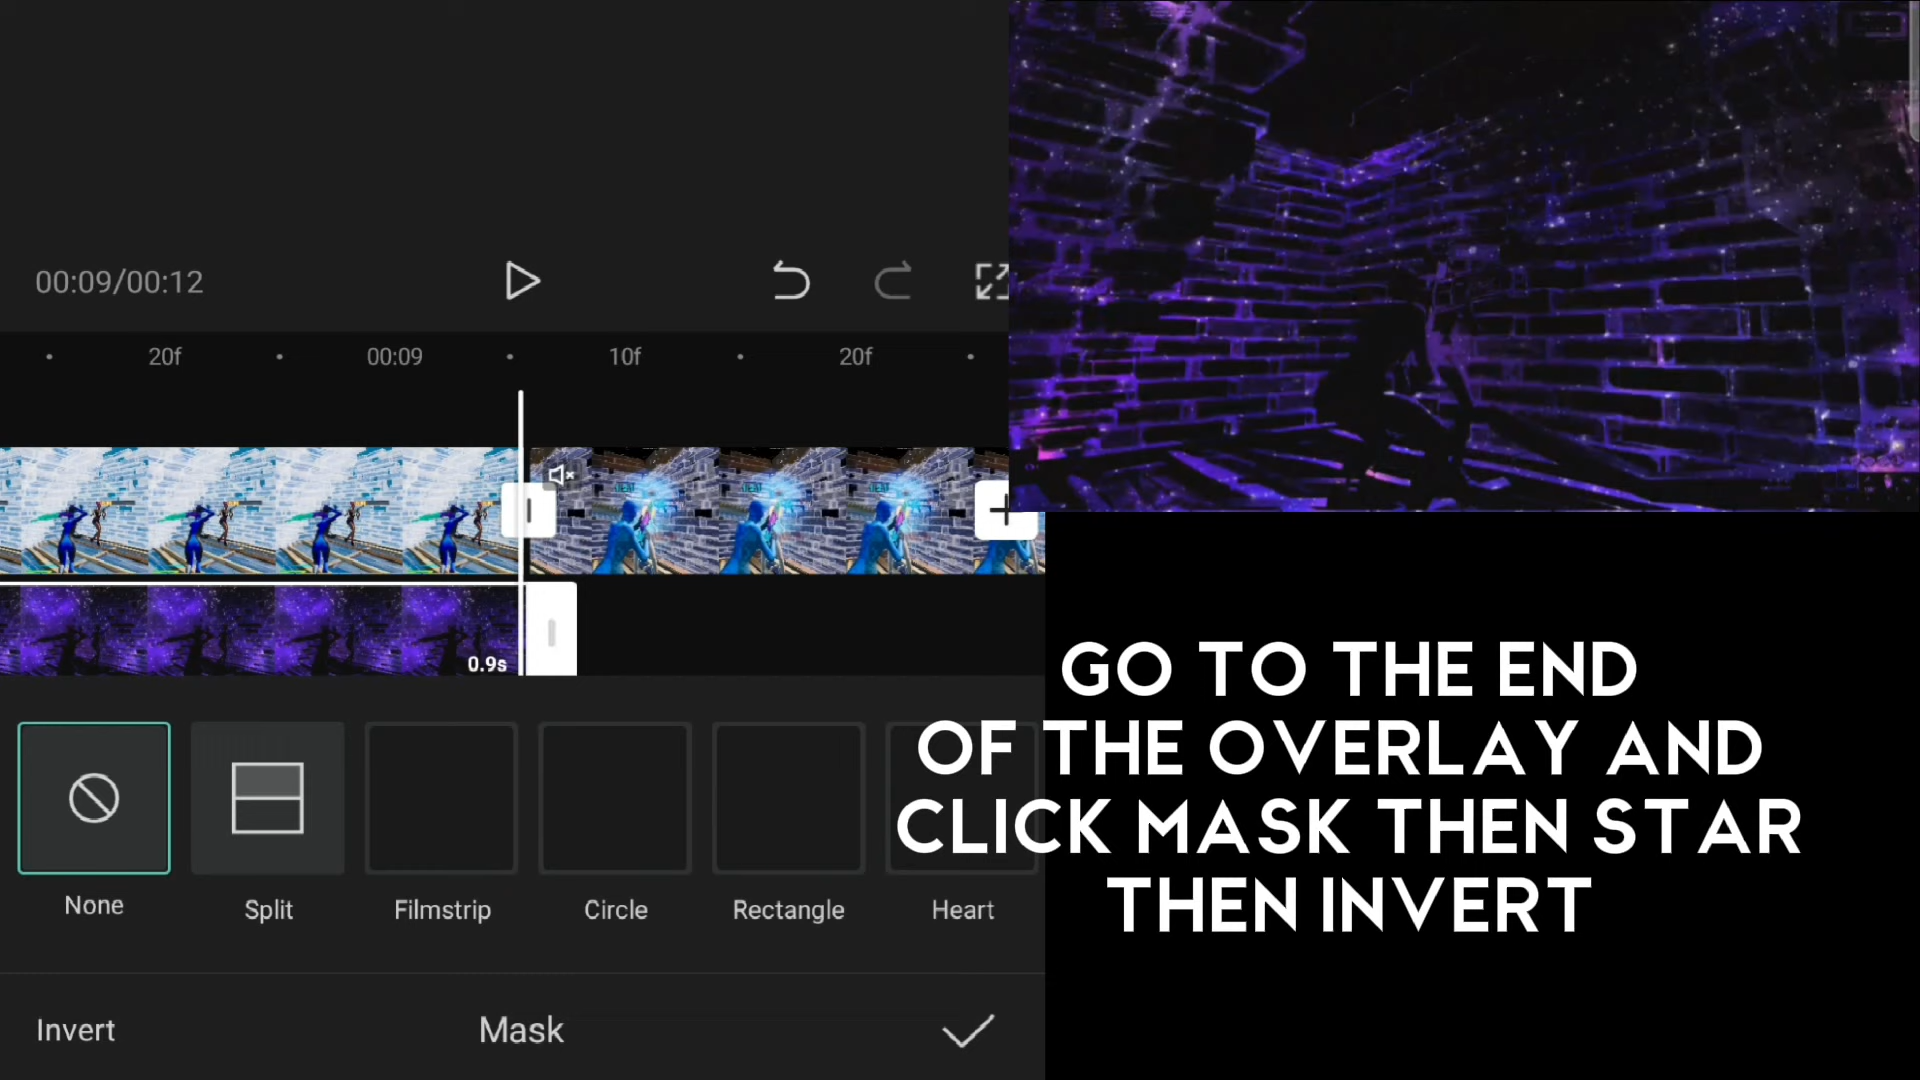 00:09/00:12
20f
00:09
10f
20f
0.9s
None
Split
Filmstrip
Circle
Rectangle
Heart
Invert
Mask
GO TO THE END
OF THE OVERLAY AND
CLICK MASK THEN STAR
THEN INVERT